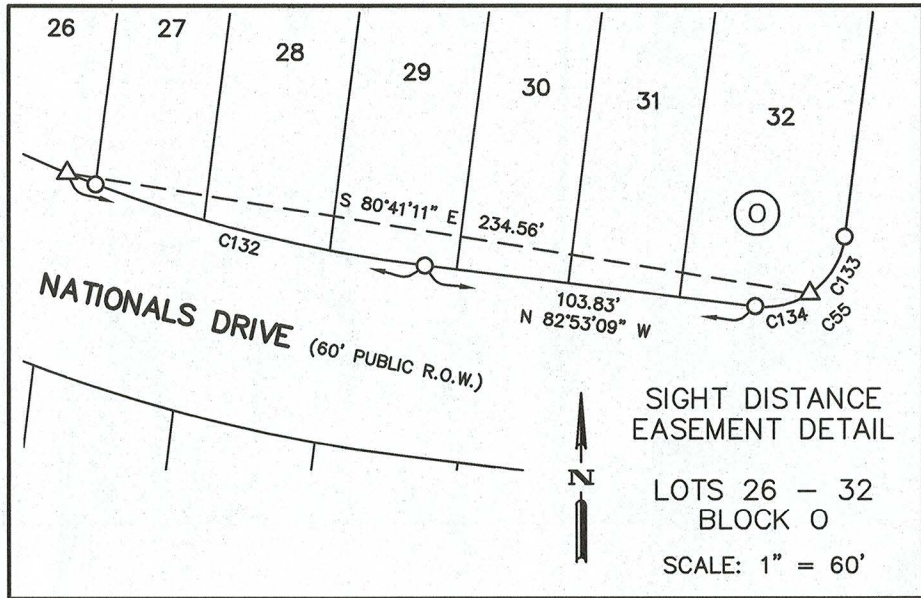 26
27
28
29
30
31
32
O
S 80°41'11" E
234.56'
C132
103.83'
N 82°53'09" W
C134
C133
C55
NATIONALS DRIVE (60' PUBLIC R.O.W.)
N
SIGHT DISTANCE
EASEMENT DETAIL
LOTS 26 – 32
BLOCK O
SCALE: 1" = 60'